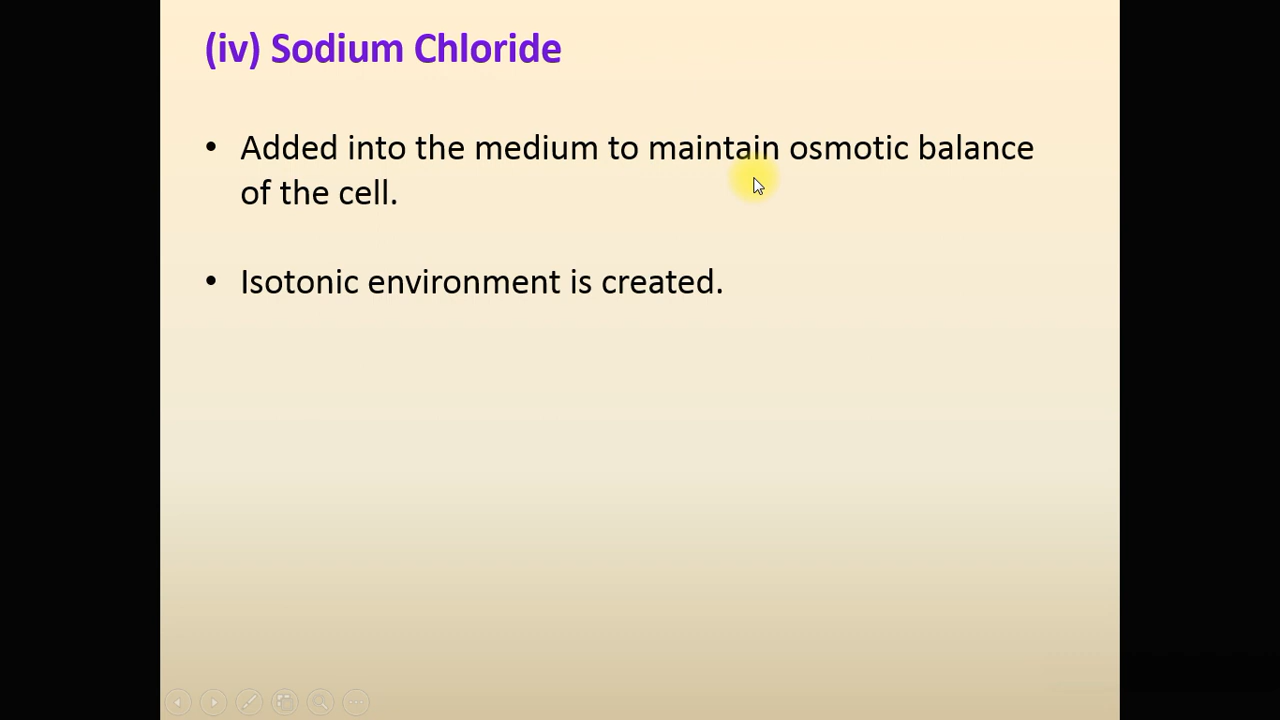 (iv) Sodium Chloride
• Added into the medium to maintain osmotic balance
of the cell.
• Isotonic environment is created.